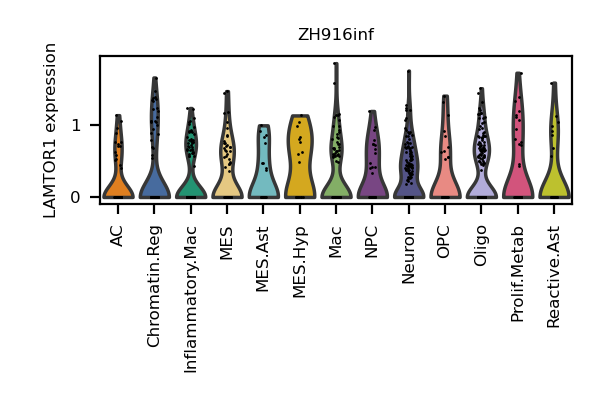 ZH916inf
LAMTOR1 expression
1
0
AC
Chromatin.Reg
Inflammatory.Mac
MES
MES.Ast
MES.Hyp
Mac
NPC
Neuron
OPC
Oligo
Prolif.Metab
Reactive.Ast